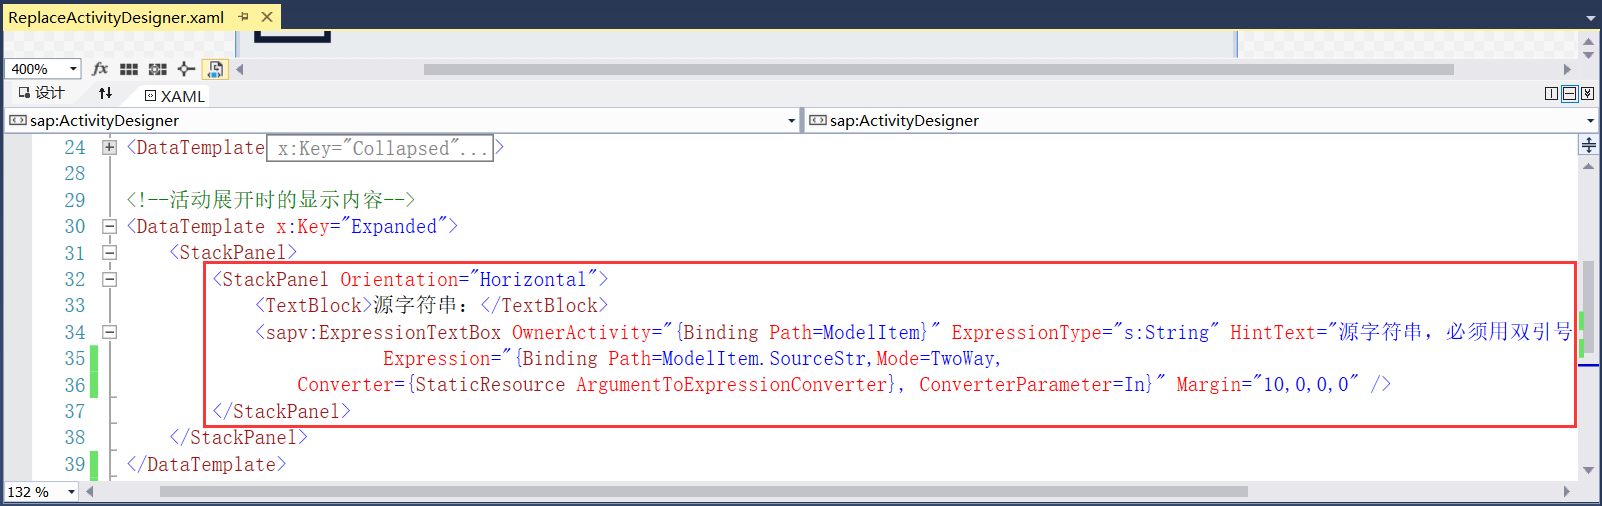 ReplaceActivityDesigner.xaml
400% fx
设计 XAML
sap:ActivityDesigner sap:ActivityDesigner
24 <DataTemplate x:Key="Collapsed"...>
28
29 <!--活动展开时的显示内容-->
30 <DataTemplate x:Key="Expanded">
31 <StackPanel>
32 <StackPanel Orientation="Horizontal">
33 <TextBlock>源字符串：</TextBlock>
34 <sapv:ExpressionTextBox OwnerActivity="{Binding Path=ModelItem}" ExpressionType="s:String" HintText="源字符串，必须用双引号
35 Expression="{Binding Path=ModelItem.SourceStr,Mode=TwoWay,
36 Converter={StaticResource ArgumentToExpressionConverter}, ConverterParameter=In}" Margin="10,0,0,0" />
37 </StackPanel>
38 </StackPanel>
39 </DataTemplate>
132 %